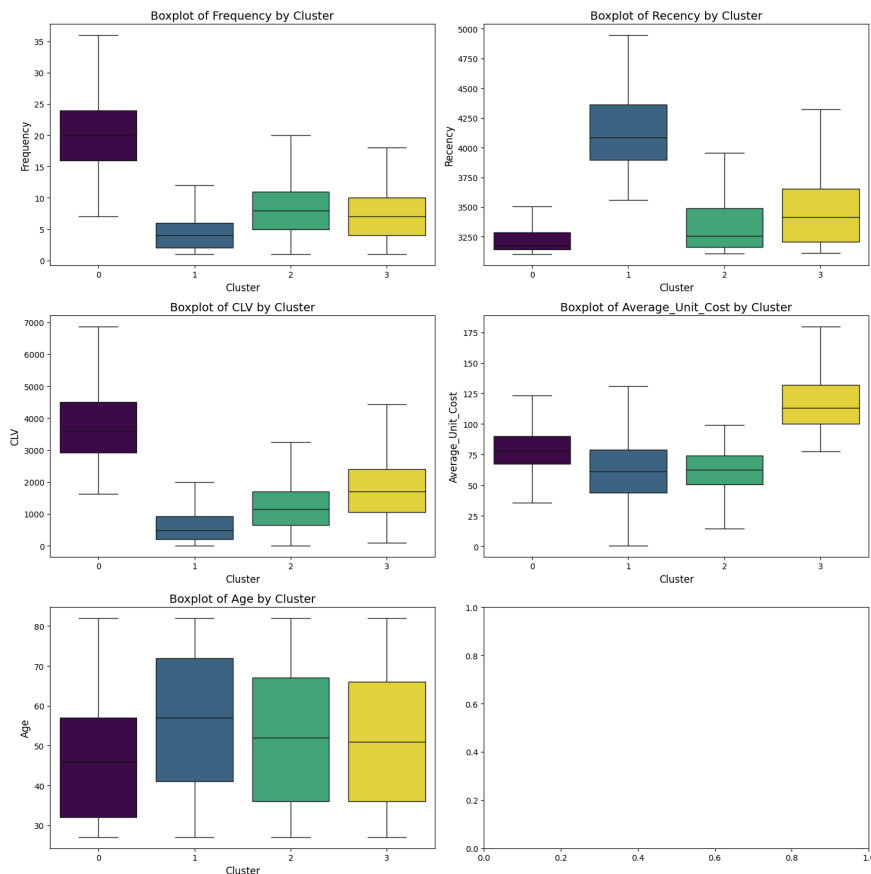 Boxplot of Frequency by Cluster
35
30
25
20
15
10
5
0
Frequency
0 1 2 3
Cluster
Boxplot of Recency by Cluster
5000
4750
4500
4250
4000
3750
3500
3250
Recency
0 1 2 3
Cluster
Boxplot of CLV by Cluster
7000
6000
5000
4000
3000
2000
1000
0
CLV
0 1 2 3
Cluster
Boxplot of Average_Unit_Cost by Cluster
175
150
125
100
75
50
25
0
Average_Unit_Cost
0 1 2 3
Cluster
Boxplot of Age by Cluster
80
70
60
50
40
30
Age
0 1 2 3
Cluster
1.0
0.8
0.6
0.4
0.2
0.0
0.0 0.2 0.4 0.6 0.8 1.0